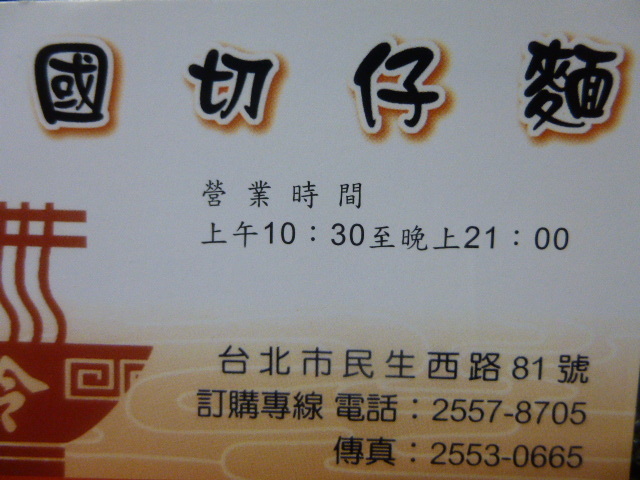 國切仔麵
營業時間
上午10：30至晚上21：00
台北市民生西路81號
訂購專線 電話：2557-8705
傳真：2553-0665